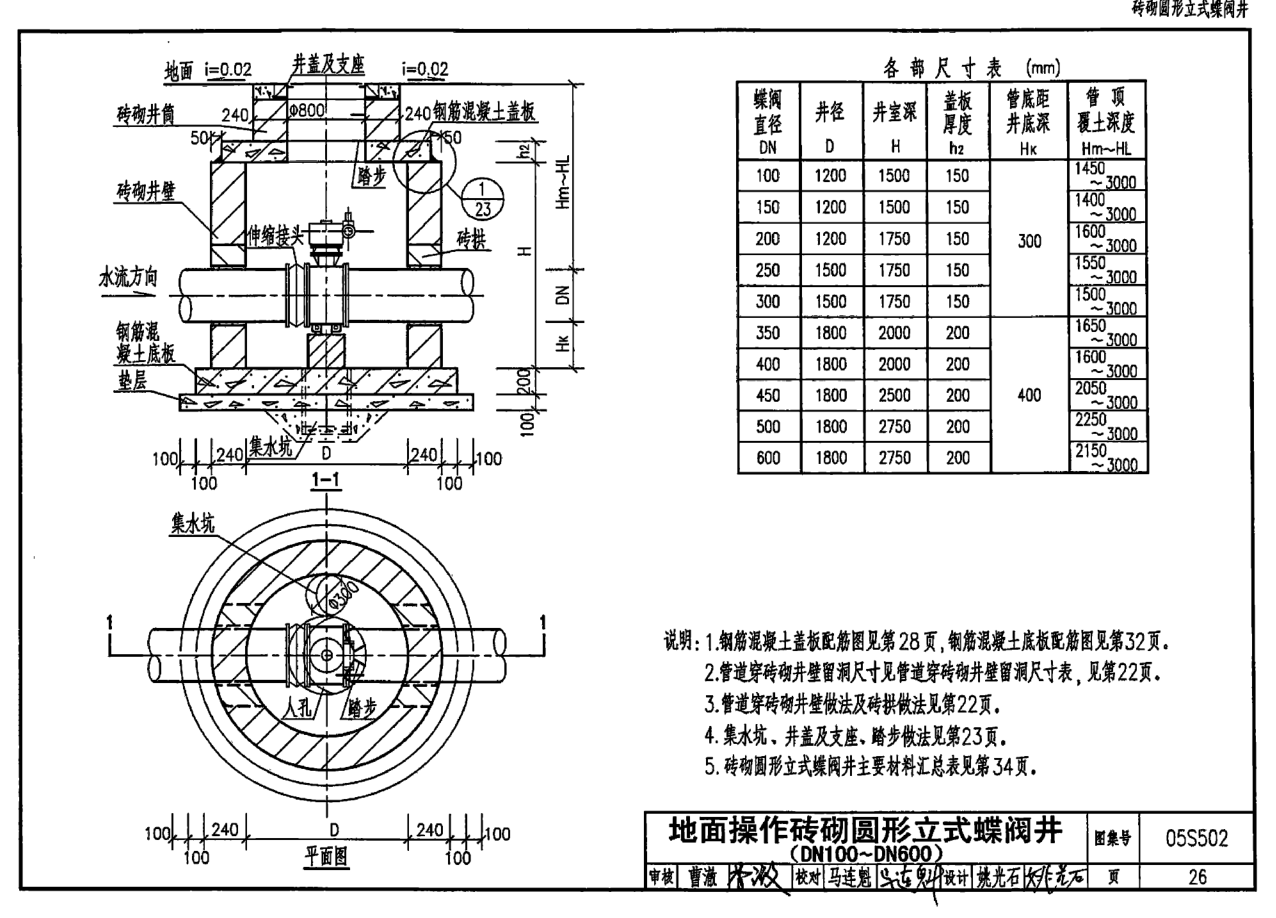 砖砌圆形立式蝶阀井
地面 i=0.02 井盖及支座 i=0.02
砖砌井筒 240 Φ800 240 钢筋混凝土盖板
50 50
h2
踏步
Hm~HL
砖砌井壁
1
23
伸缩接头 砖拱
H
水流方向
DN
钢筋混
凝土底板
Hк
垫层
200
100
集水坑
100 240 D 240 100
100 100
1-1
集水坑
Φ300
1 1
人孔 踏步
100 240 D 240 100
100 100
平面图
各部尺寸表 (mm)
蝶阀直径 DN 井径 D 井室深 H 盖板厚度 h2 管底距井底深 Hк 管顶覆土深度 Hm~HL
100 1200 1500 150 300 1450~3000
150 1200 1500 150 1400~3000
200 1200 1750 150 1600~3000
250 1500 1750 150 1550~3000
300 1500 1750 150 1500~3000
350 1800 2000 200 400 1650~3000
400 1800 2000 200 1600~3000
450 1800 2500 200 2050~3000
500 1800 2750 200 2250~3000
600 1800 2750 200 2150~3000
说明: 1.钢筋混凝土盖板配筋图见第28页,钢筋混凝土底板配筋图见第32页。
2.管道穿砖砌井壁留洞尺寸见管道穿砖砌井壁留洞尺寸表,见第22页。
3.管道穿砖砌井壁做法及砖拱做法见第22页。
4.集水坑、井盖及支座、踏步做法见第23页。
5.砖砌圆形立式蝶阀井主要材料汇总表见第34页。
地面操作砖砌圆形立式蝶阀井
(DN100~DN600)
图集号 05S502
审核 曹澈 校对 马连魁 马连魁 设计 姚光石 姚光石 页 26